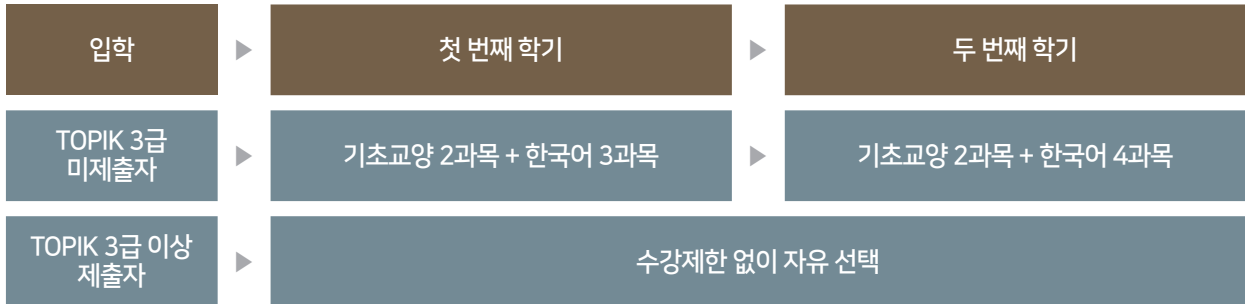 입학
첫 번째 학기
두 번째 학기
TOPIK 3급
미제출자
기초교양 2과목 + 한국어 3과목
기초교양 2과목 + 한국어 4과목
TOPIK 3급 이상
제출자
수강제한 없이 자유 선택